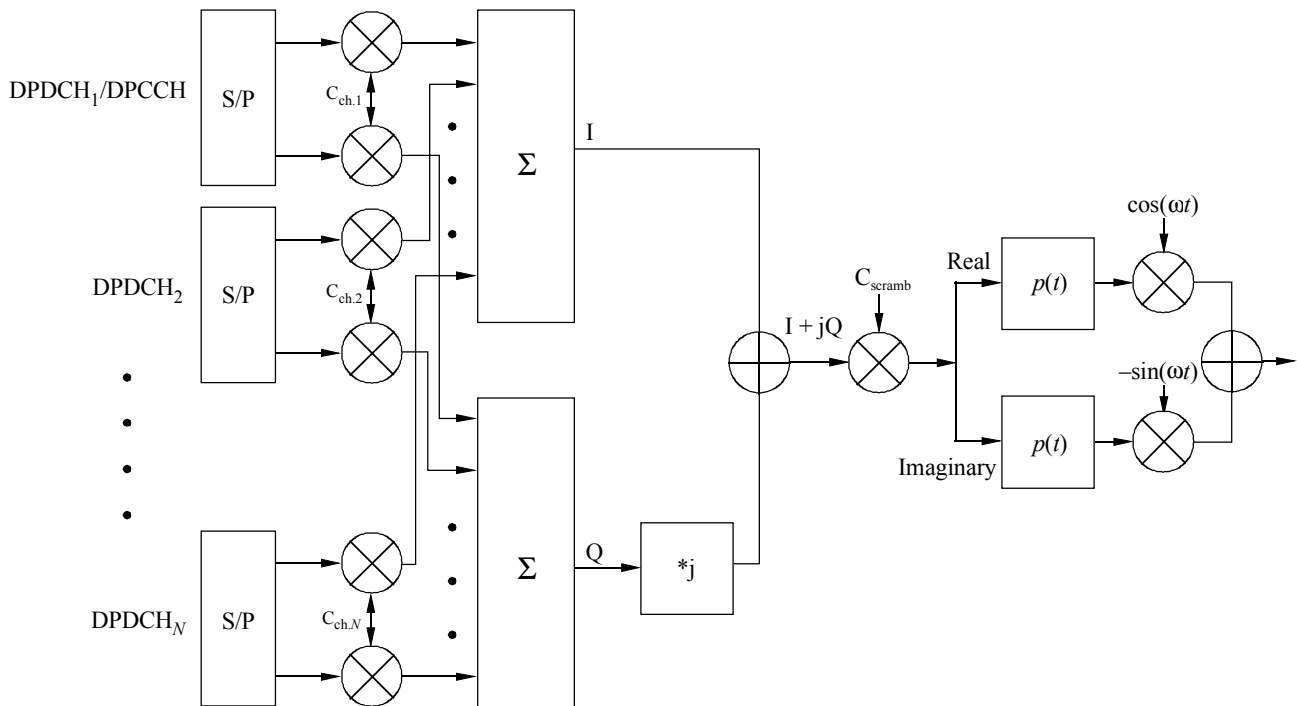 DPDCH1/DPCCH
S/P
Cch.1
Σ
I
DPDCH2
S/P
Cch.2
cos(ωt)
Real
p(t)
Cscramb
I + jQ
–sin(ωt)
p(t)
Imaginary
Σ
Q
*j
DPDCHN
S/P
Cch.N